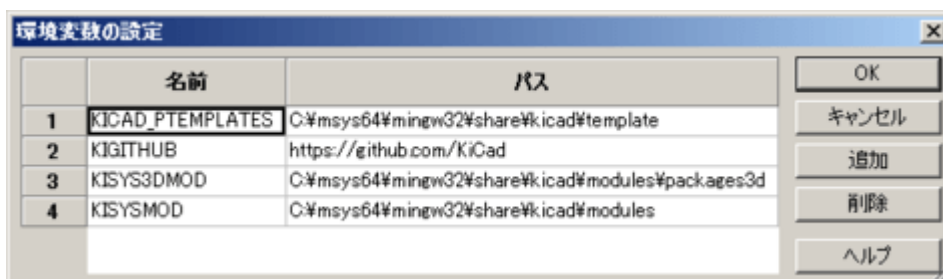 環境変数の設定
名前 パス
1 KICAD_PTEMPLATES C:¥msys64¥mingw32¥share¥kicad¥template
2 KIGITHUB https://github.com/KiCad
3 KISYS3DMOD C:¥msys64¥mingw32¥share¥kicad¥modules¥packages3d
4 KISYSMOD C:¥msys64¥mingw32¥share¥kicad¥modules
OK
キャンセル
追加
削除
ヘルプ